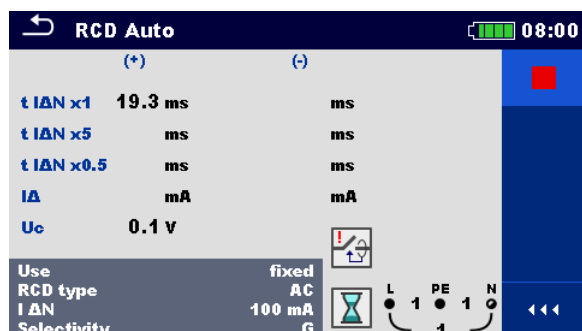 RCD Auto 08:00
(+) (-)
t IΔN x1 19.3 ms ms
t IΔN x5 ms ms
t IΔN x0.5 ms ms
IΔ mA mA
Uc 0.1 V
Use fixed
RCD type AC
I ΔN 100 mA
Selectivity G
L PE N
1 1
1